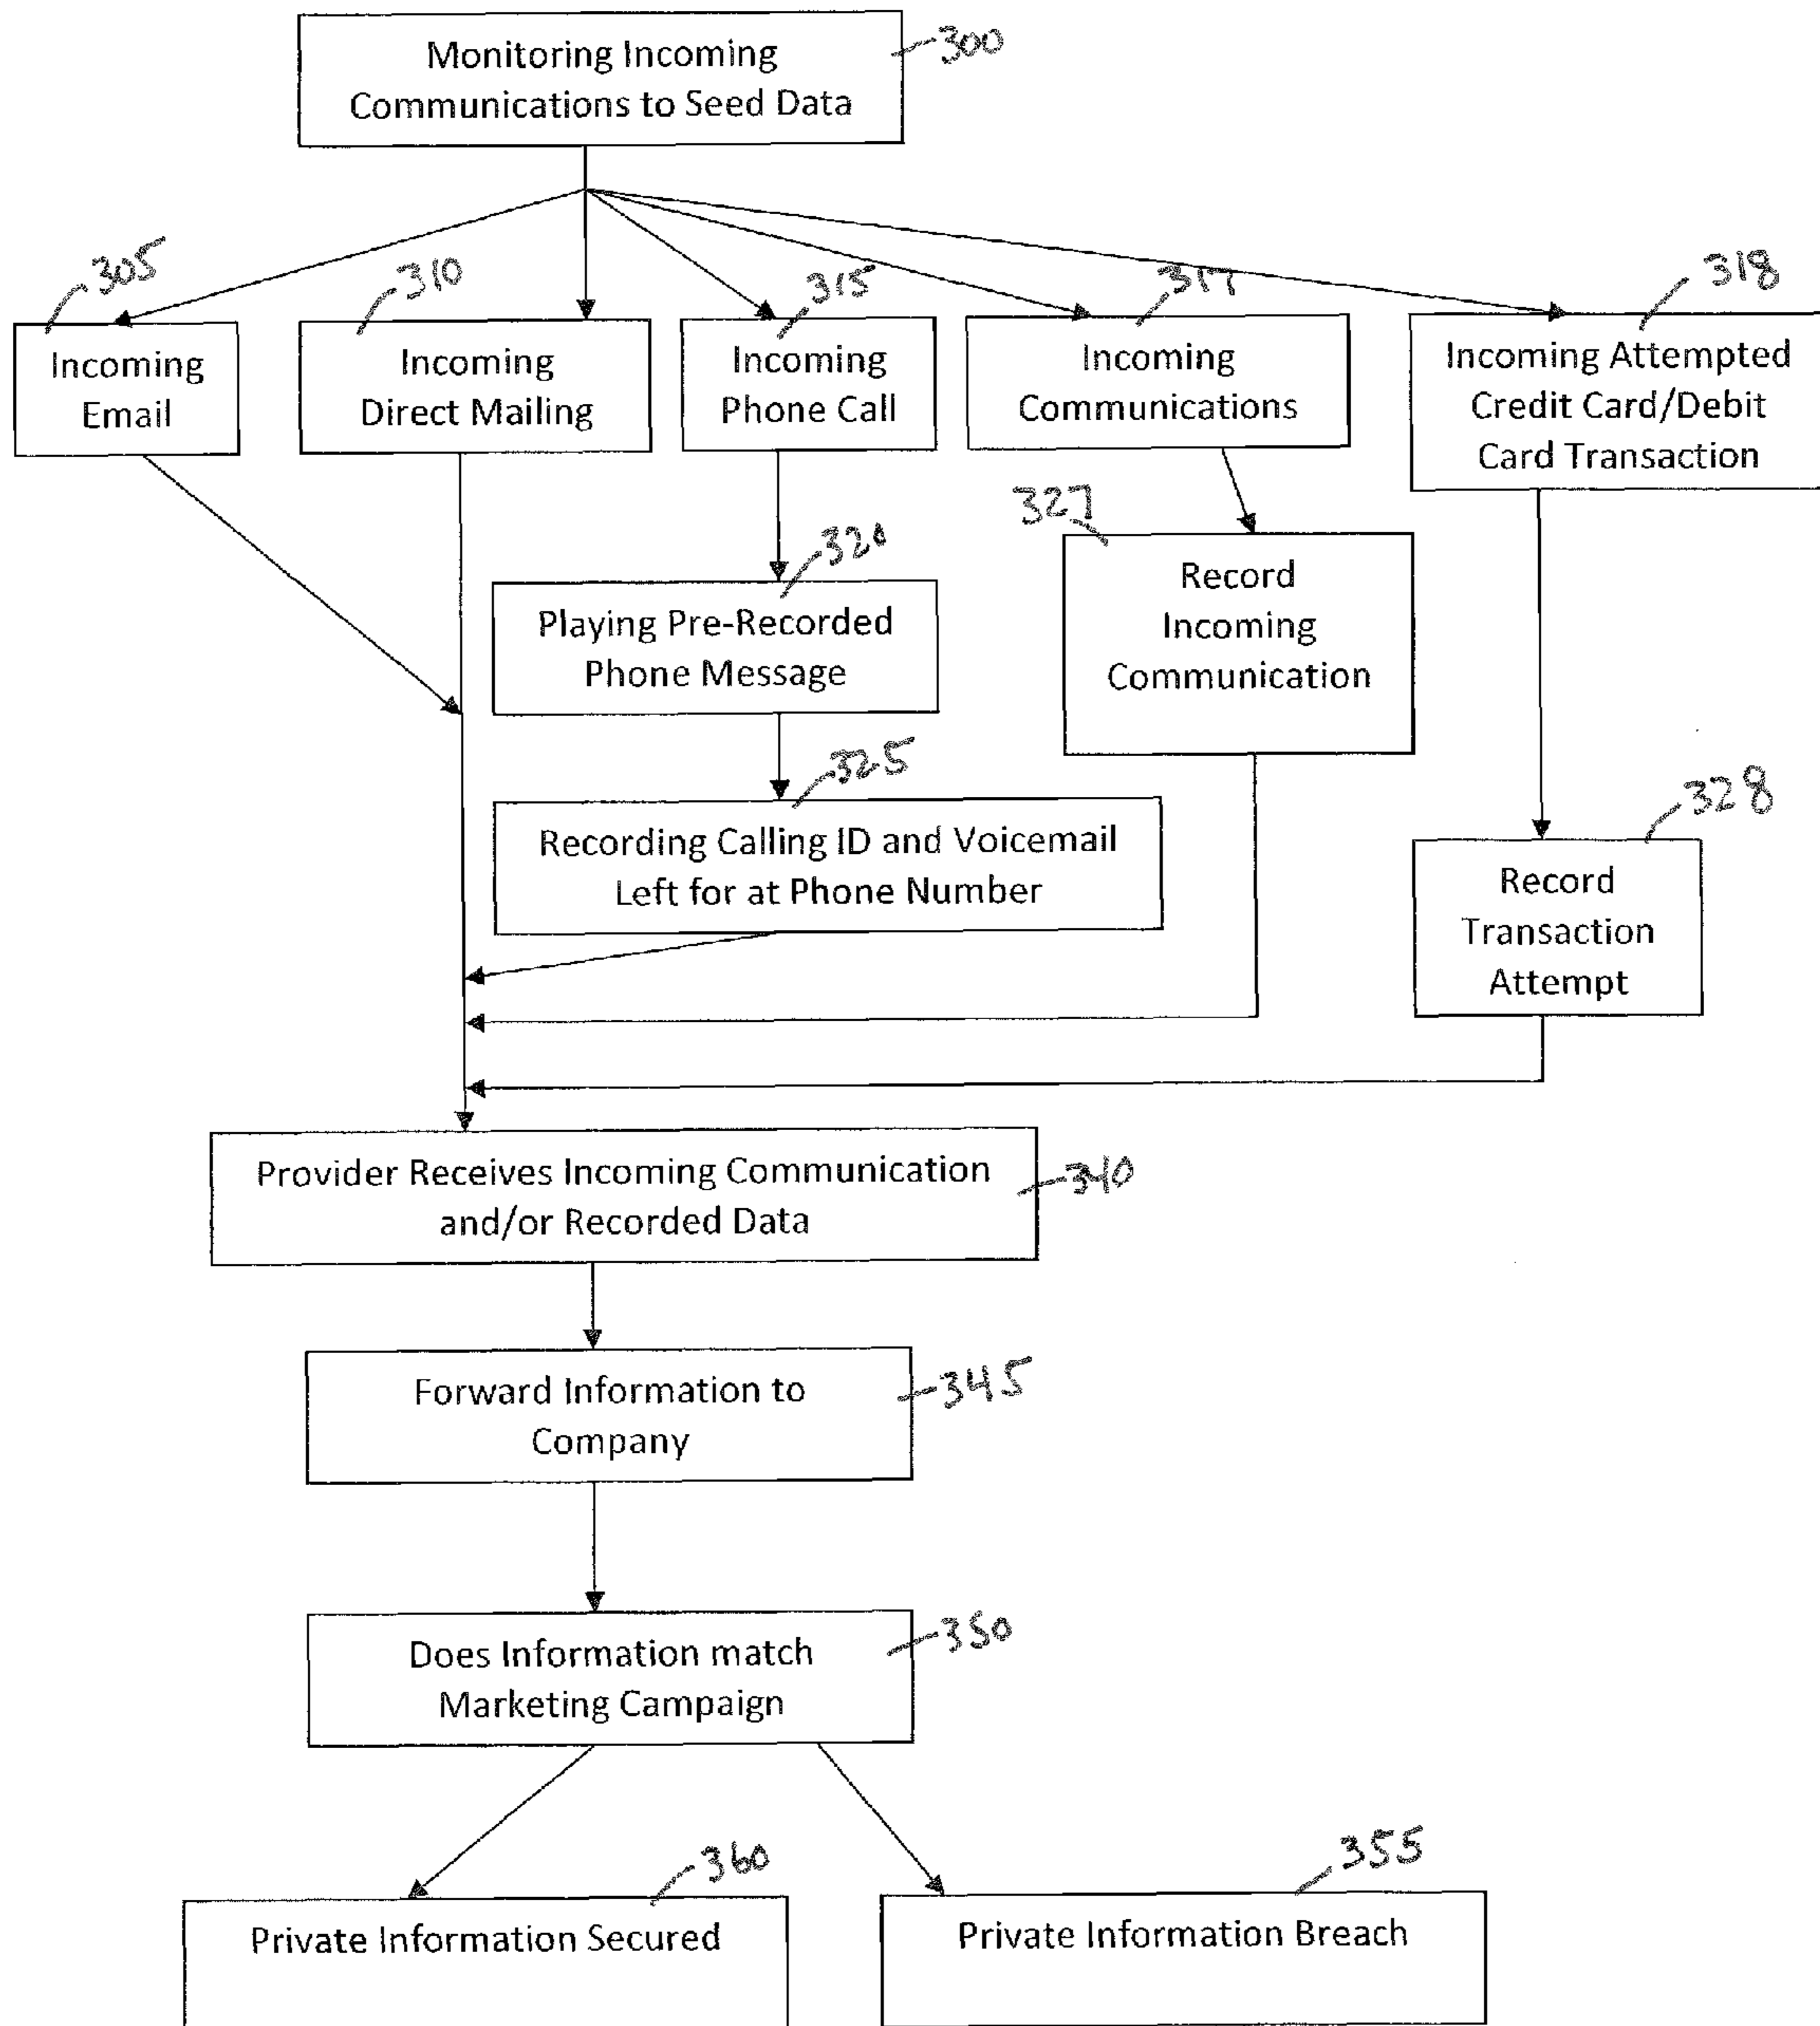 Monitoring Incoming
Communications to Seed Data
300
305
310
315
317
318
Incoming
Email
Incoming
Direct Mailing
Incoming
Phone Call
Incoming
Communications
Incoming Attempted
Credit Card/Debit
Card Transaction
320
Playing Pre-Recorded
Phone Message
327
Record
Incoming
Communication
325
Recording Calling ID and Voicemail
Left for at Phone Number
328
Record
Transaction
Attempt
Provider Receives Incoming Communication
and/or Recorded Data
340
Forward Information to
Company
345
Does Information match
Marketing Campaign
350
360
Private Information Secured
355
Private Information Breach